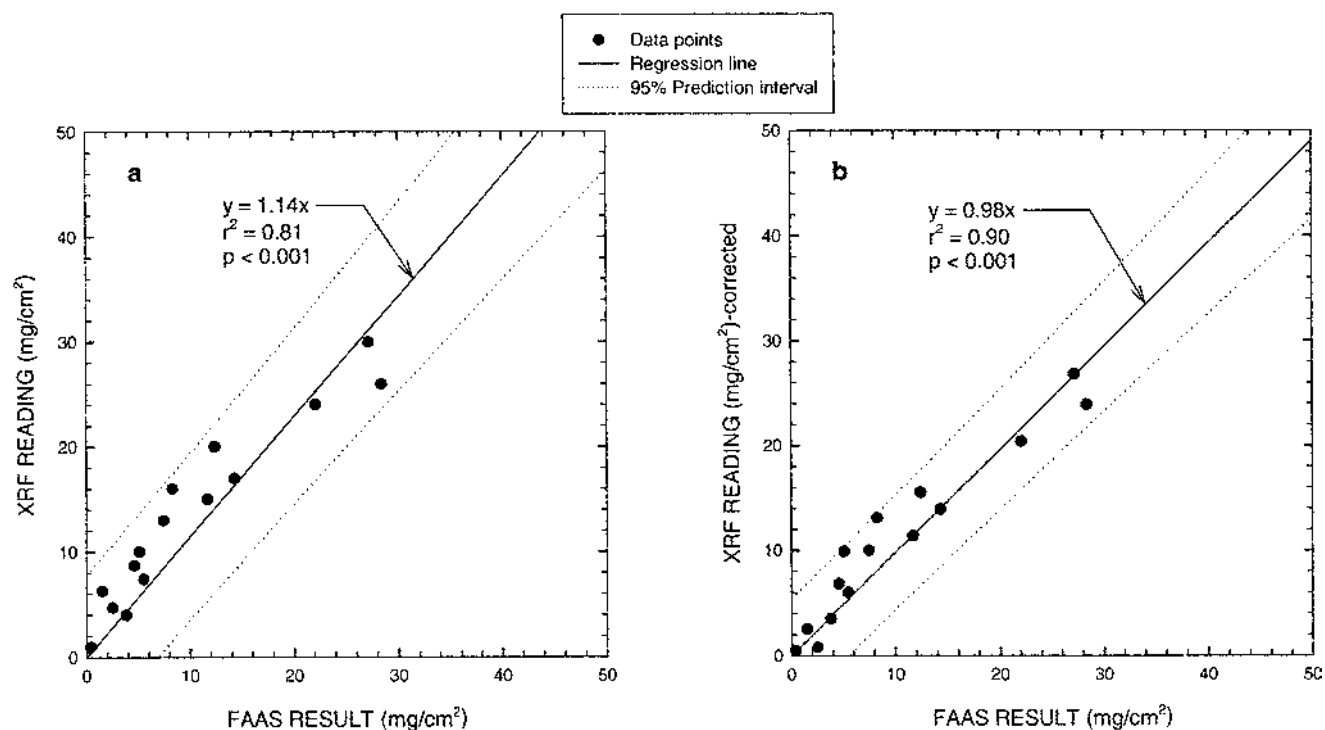 Data points
Regression line
95% Prediction interval
a
y = 1.14x
r² = 0.81
p < 0.001
XRF READING (mg/cm²)
50
40
30
20
10
0
0 10 20 30 40 50
FAAS RESULT (mg/cm²)
b
y = 0.98x
r² = 0.90
p < 0.001
XRF READING (mg/cm²)-corrected
50
40
30
20
10
0
0 10 20 30 40 50
FAAS RESULT (mg/cm²)